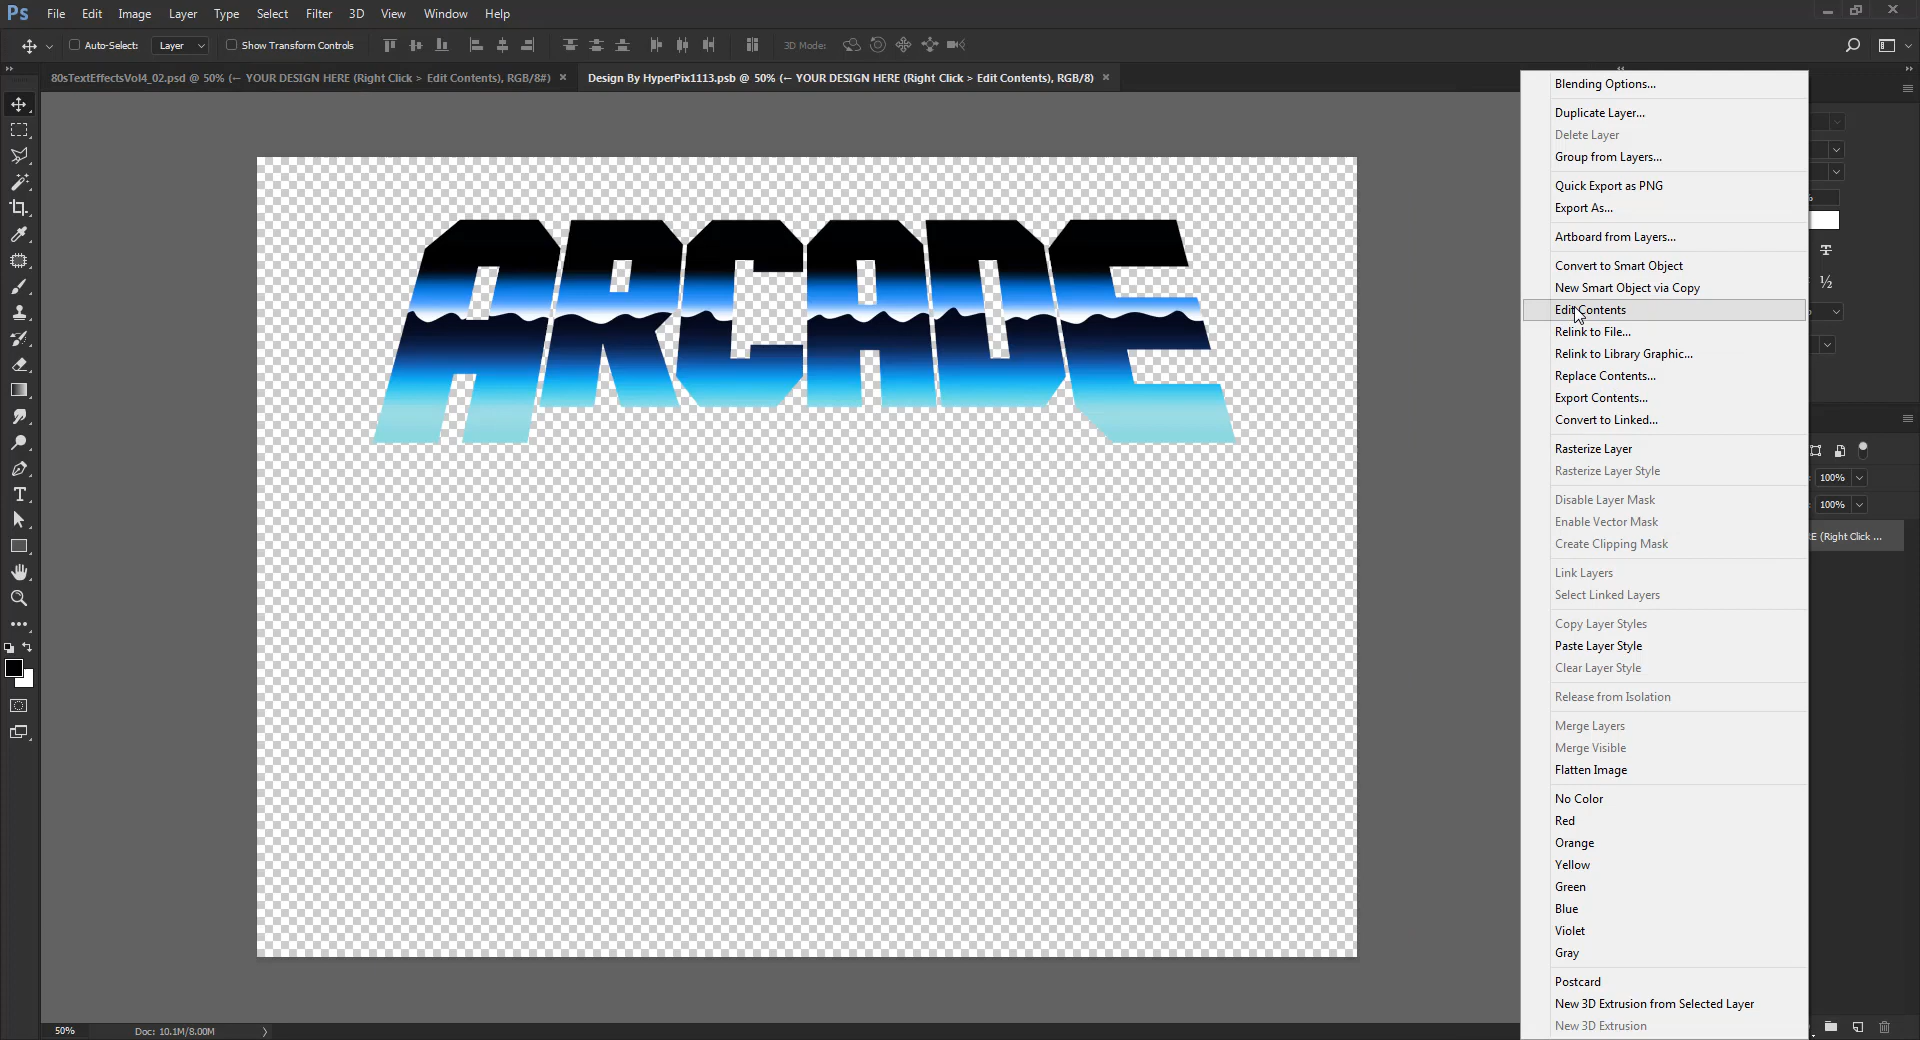 Ps File Edit Image Layer Type Select Filter 3D View Window Help
Auto-Select: Layer Show Transform Controls 3D Mode:
80sTextEffectsVol4_02.psd @ 50% (← YOUR DESIGN HERE (Right Click > Edit Contents), RGB/8#) × Design By HyperPix1113.psb @ 50% (← YOUR DESIGN HERE (Right Click > Edit Contents), RGB/8) ×
ARCADE
Blending Options...
Duplicate Layer...
Delete Layer
Group from Layers...
Quick Export as PNG
Export As...
Artboard from Layers...
Convert to Smart Object
New Smart Object via Copy
Edit Contents
Relink to File...
Relink to Library Graphic...
Replace Contents...
Export Contents...
Convert to Linked...
Rasterize Layer
Rasterize Layer Style
Disable Layer Mask
Enable Vector Mask
Create Clipping Mask
Link Layers
Select Linked Layers
Copy Layer Styles
Paste Layer Style
Clear Layer Style
Release from Isolation
Merge Layers
Merge Visible
Flatten Image
No Color
Red
Orange
Yellow
Green
Blue
Violet
Gray
Postcard
New 3D Extrusion from Selected Layer
New 3D Extrusion
T
½
100%
100%
RE (Right Click ...
50% Doc: 10.1M/8.00M